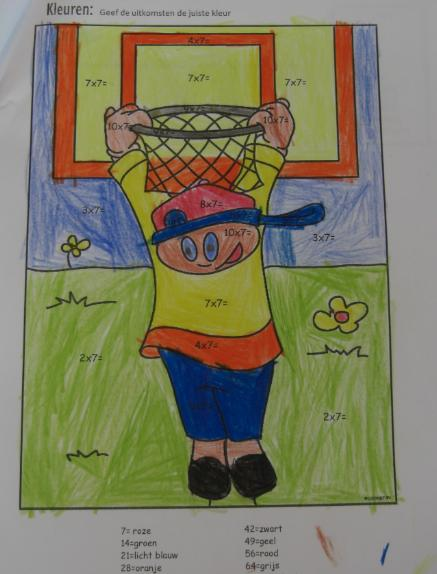 Kleuren: Geef de uitkomsten de juiste kleur
4x7=
7x7= 7x7= 7x7=
10x7= 10x7=
3x7= 8x7=
10x7= 3x7=
7x7=
4x7=
2x7=
2x7=
7= roze
14=groen
21=licht blauw
28=oranje
42=zwart
49=geel
56=rood
64=grijs